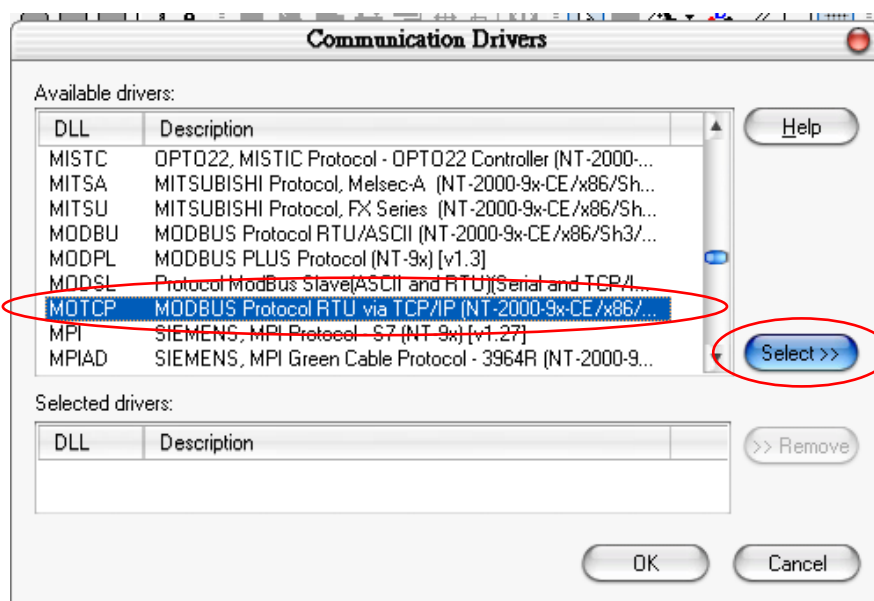 Communication Drivers
Available drivers:
DLL Description
MISTC OPTO22, MISTIC Protocol - OPTO22 Controller (NT-2000-...
MITSA MITSUBISHI Protocol, Melsec-A (NT-2000-9x-CE/x86/Sh...
MITSU MITSUBISHI Protocol, FX Series (NT-2000-9x-CE/x86/Sh...
MODBU MODBUS Protocol RTU/ASCII (NT-2000-9x-CE/x86/Sh3/...
MODPL MODBUS PLUS Protocol (NT-9x) [v1.3]
MODSL Protocol ModBus Slave(ASCII and RTU)(Serial and TCP/I...
MOTCP MODBUS Protocol RTU via TCP/IP (NT-2000-9x-CE/x86/...
MPI SIEMENS, MPI Protocol - S7 (NT-9x) [v1.27]
MPIAD SIEMENS, MPI Green Cable Protocol - 3964R (NT-2000-9...
Help
Select >>
Selected drivers:
DLL Description
>> Remove
OK Cancel